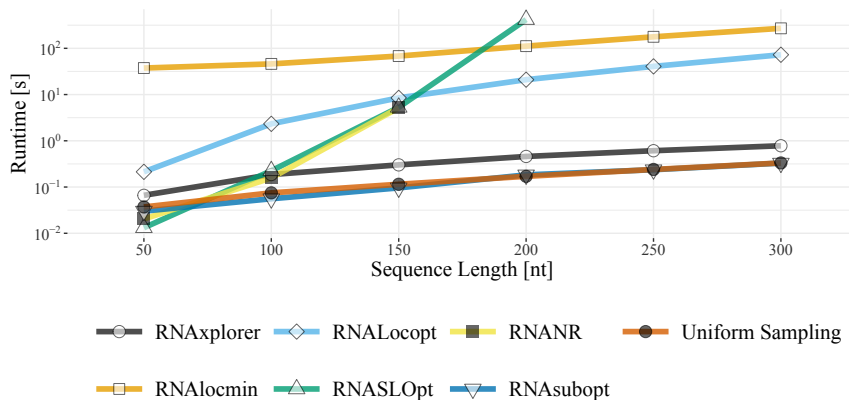 Runtime [s]
10²
10¹
10⁰
10⁻¹
10⁻²
50 100 150 200 250 300
Sequence Length [nt]
RNAxplorer RNALocopt RNANR Uniform Sampling
RNAlocmin RNASLOpt RNAsubopt